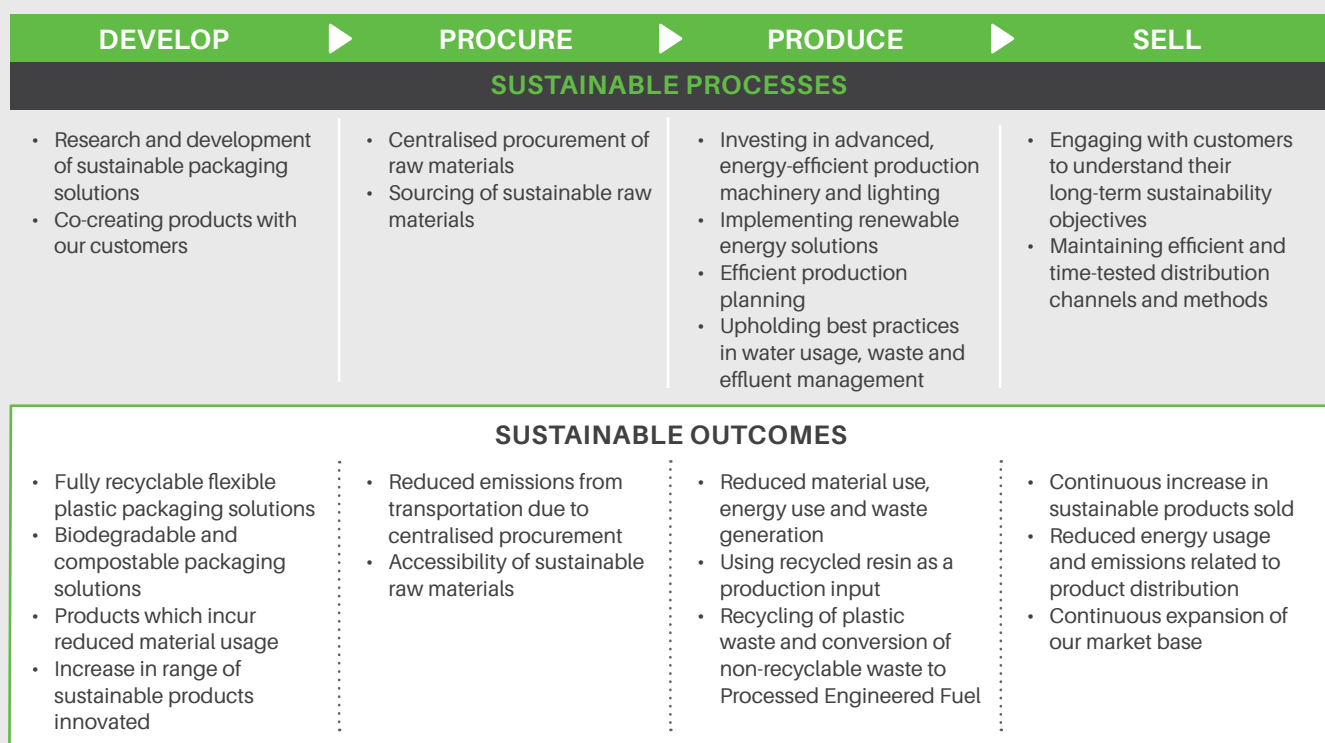 DEVELOP
PROCURE
PRODUCE
SELL
SUSTAINABLE PROCESSES
• Research and development
of sustainable packaging
solutions
• Co-creating products with
our customers
• Centralised procurement of
raw materials
• Sourcing of sustainable raw
materials
• Investing in advanced,
energy-efficient production
machinery and lighting
• Implementing renewable
energy solutions
• Efficient production
planning
• Upholding best practices
in water usage, waste and
effluent management
• Engaging with customers
to understand their
long-term sustainability
objectives
• Maintaining efficient and
time-tested distribution
channels and methods
SUSTAINABLE OUTCOMES
• Fully recyclable flexible
plastic packaging solutions
• Biodegradable and
compostable packaging
solutions
• Products which incur
reduced material usage
• Increase in range of
sustainable products
innovated
• Reduced emissions from
transportation due to
centralised procurement
• Accessibility of sustainable
raw materials
• Reduced material use,
energy use and waste
generation
• Using recycled resin as a
production input
• Recycling of plastic
waste and conversion of
non-recyclable waste to
Processed Engineered Fuel
• Continuous increase in
sustainable products sold
• Reduced energy usage
and emissions related to
product distribution
• Continuous expansion of
our market base